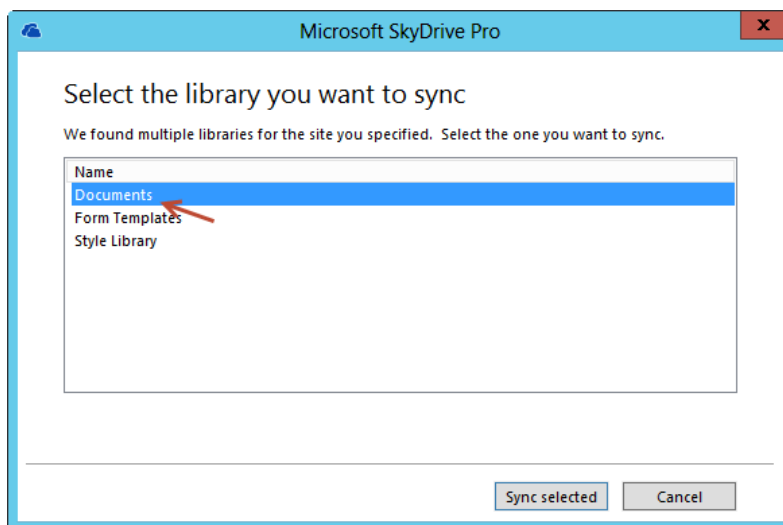 Microsoft SkyDrive Pro
x
Select the library you want to sync
We found multiple libraries for the site you specified. Select the one you want to sync.
Name
Documents
Form Templates
Style Library
Sync selected
Cancel